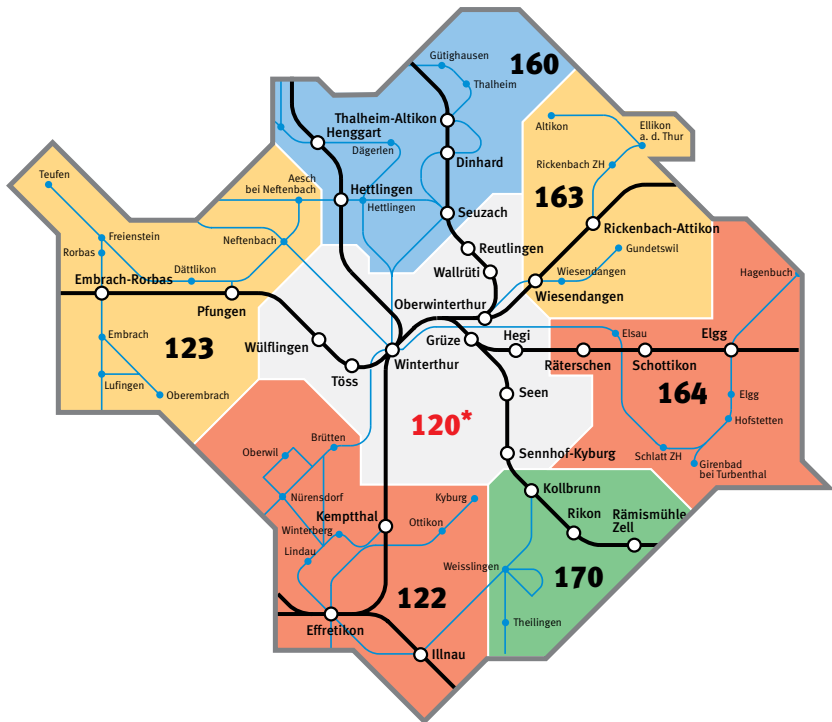 Gütighausen
160
Thalheim
Thalheim-Altikon
Henggart
Altikon
Ellikon
a. d. Thur
Dägerlen
Dinhard
Rickenbach ZH
Teufen
Aesch
bei Neftenbach
Hettlingen
Hettlingen
163
Seuzach
Rickenbach-Attikon
Freienstein
Rorbas
Neftenbach
Reutlingen
Gundetswil
Dättlikon
Wallrüti
Wiesendangen
Hagenbuch
Embrach-Rorbas
Pfungen
Oberwinterthur
Wiesendangen
Embrach
123
Wülflingen
Grüze
Hegi
Elsau
Elgg
Winterthur
Räterschen
Schottikon
Lufingen
Töss
Oberembrach
Seen
164
Elgg
120*
Hofstetten
Brütten
Oberwil
Sennhof-Kyburg
Schlatt ZH
Girenbad
bei Turbenthal
Nürensdorf
Kyburg
Kollbrunn
Kemptthal
Ottikon
Rikon
Rämismühle
Zell
Winterberg
Lindau
Weisslingen
170
122
Theilingen
Effretikon
Illnau